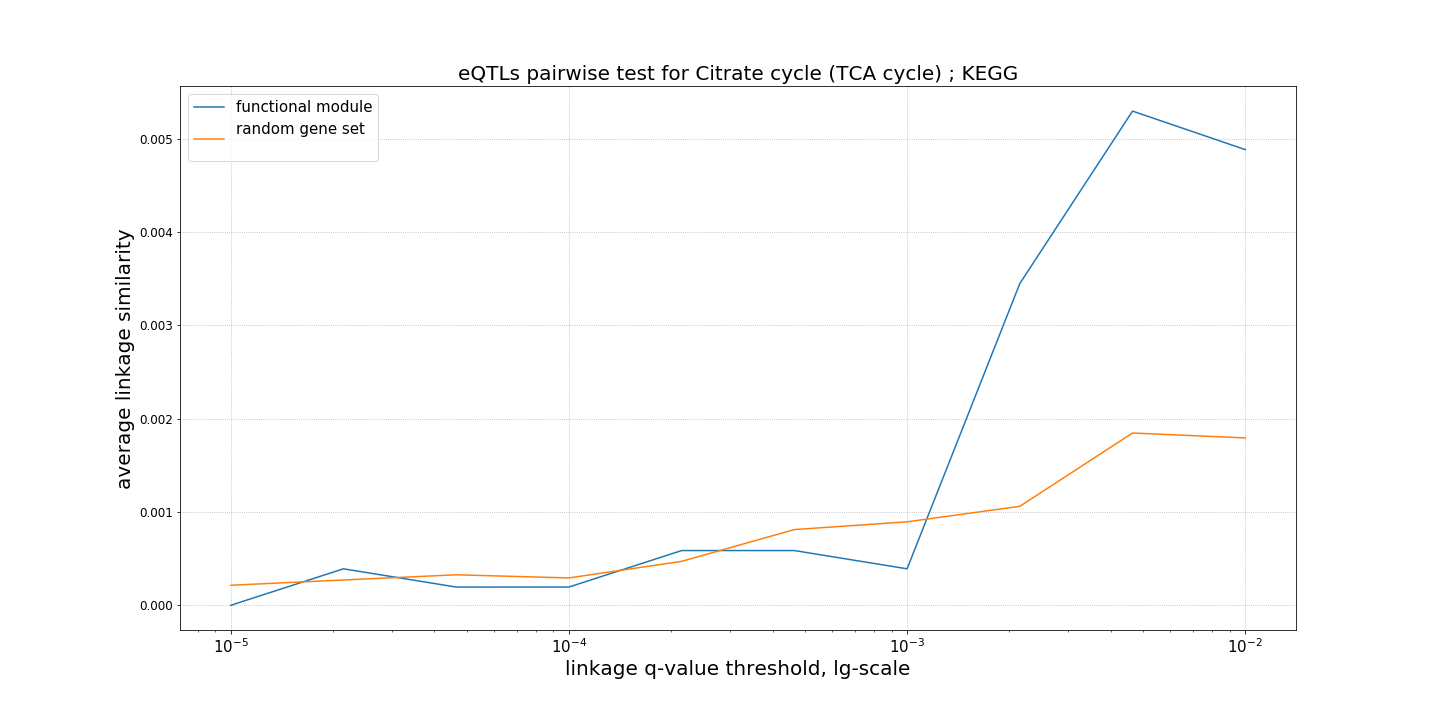 eQTLs pairwise test for Citrate cycle (TCA cycle) ; KEGG
functional module
random gene set
average linkage similarity
0.005
0.004
0.003
0.002
0.001
0.000
10⁻⁵ 10⁻⁴ 10⁻³ 10⁻²
linkage q-value threshold, lg-scale